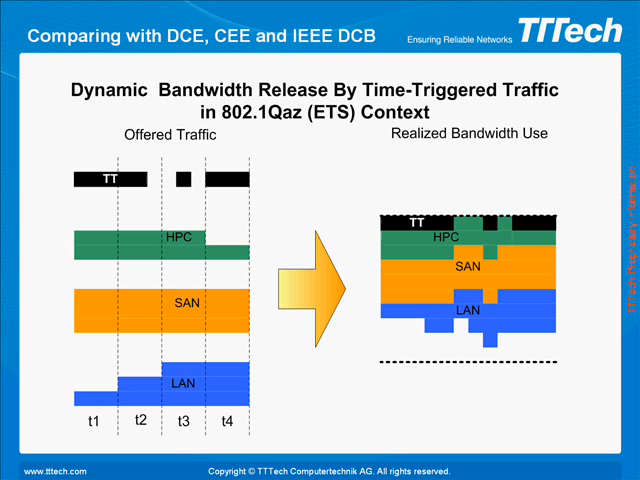 Comparing with DCE, CEE and IEEE DCB
Ensuring Reliable Networks TTTech
Dynamic Bandwidth Release By Time-Triggered Traffic
in 802.1Qaz (ETS) Context
Offered Traffic
Realized Bandwidth Use
TT
HPC
SAN
LAN
t1 t2 t3 t4
TT
HPC
SAN
LAN
TTTech Proprietary Information
www.tttech.com
Copyright © TTTech Computertechnik AG. All rights reserved.